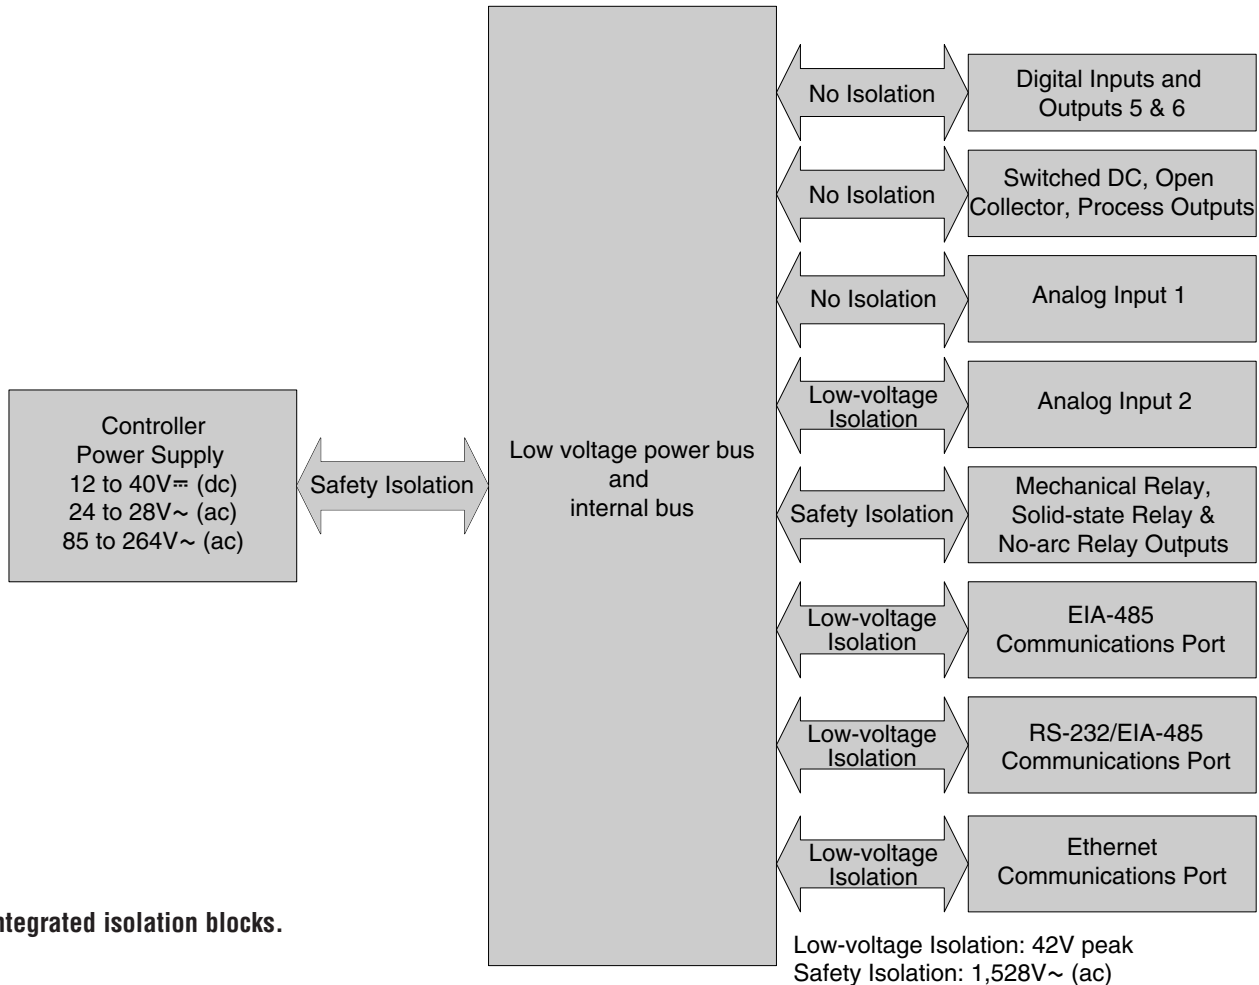 Controller
Power Supply
12 to 40V⎓ (dc)
24 to 28V~ (ac)
85 to 264V~ (ac)
Safety Isolation
Low voltage power bus
and
internal bus
No Isolation
Digital Inputs and
Outputs 5 & 6
No Isolation
Switched DC, Open
Collector, Process Outputs
No Isolation
Analog Input 1
Low-voltage
Isolation
Analog Input 2
Safety Isolation
Mechanical Relay,
Solid-state Relay &
No-arc Relay Outputs
Low-voltage
Isolation
EIA-485
Communications Port
Low-voltage
Isolation
RS-232/EIA-485
Communications Port
Low-voltage
Isolation
Ethernet
Communications Port
ntegrated isolation blocks.
Low-voltage Isolation: 42V peak
Safety Isolation: 1,528V~ (ac)